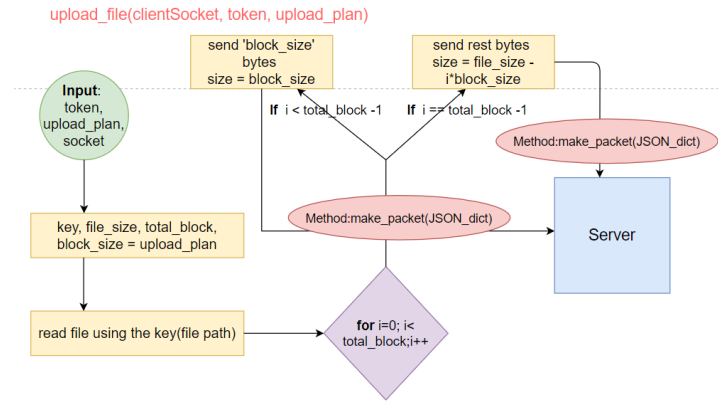 upload_file(clientSocket, token, upload_plan)
send 'block_size'
bytes
size = block_size
send rest bytes
size = file_size -
i*block_size
Input:
token,
upload_plan,
socket
If i < total_block -1
If i == total_block -1
Method:make_packet(JSON_dict)
key, file_size, total_block,
block_size = upload_plan
Method:make_packet(JSON_dict)
Server
read file using the key(file path)
for i=0; i<
total_block;i++